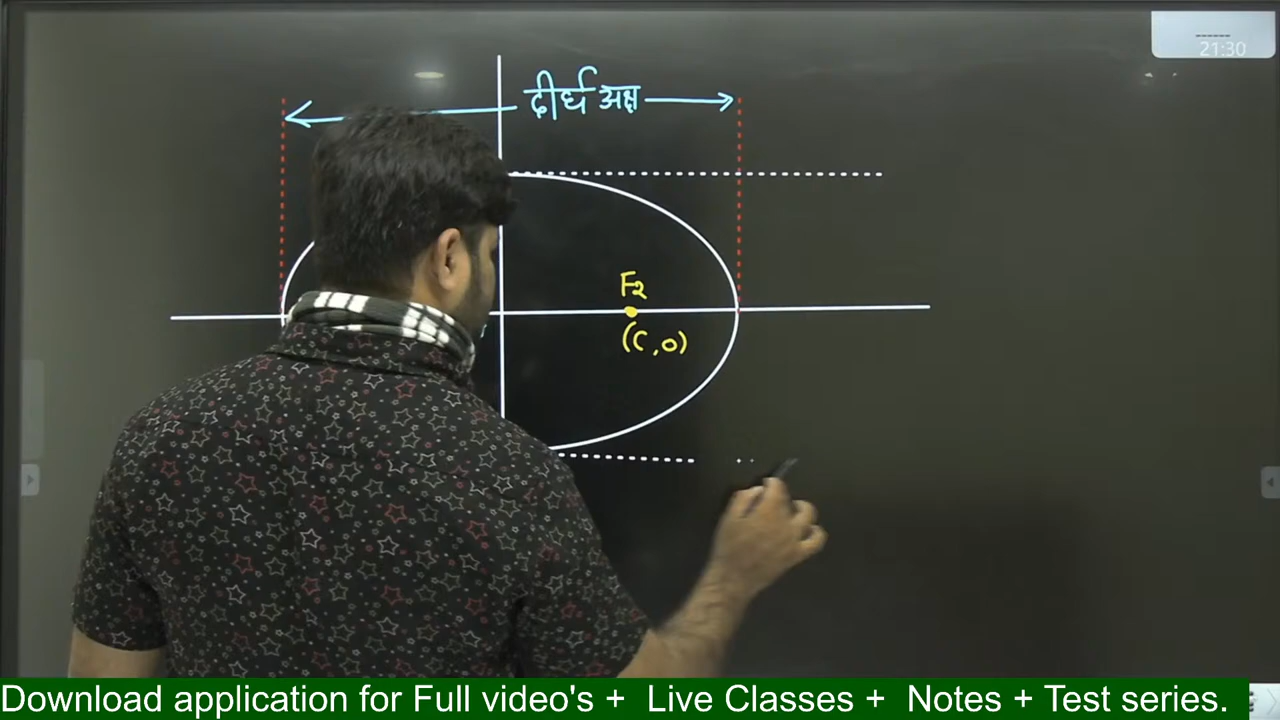 21:30
दीर्घ अक्ष
F2
(C,0)
Download application for Full video's + Live Classes + Notes + Test series.